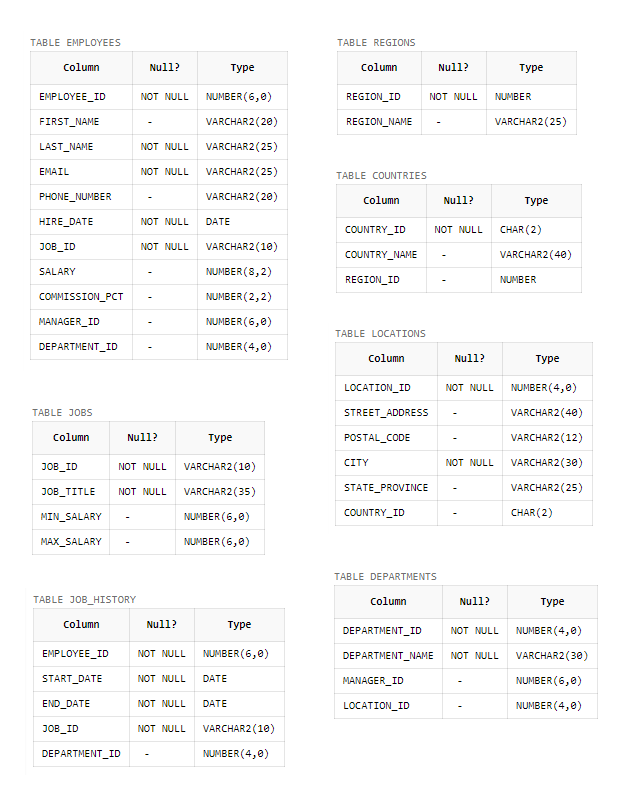 TABLE EMPLOYEES
Column Null? Type
EMPLOYEE_ID NOT NULL NUMBER(6,0)
FIRST_NAME - VARCHAR2(20)
LAST_NAME NOT NULL VARCHAR2(25)
EMAIL NOT NULL VARCHAR2(25)
PHONE_NUMBER - VARCHAR2(20)
HIRE_DATE NOT NULL DATE
JOB_ID NOT NULL VARCHAR2(10)
SALARY - NUMBER(8,2)
COMMISSION_PCT - NUMBER(2,2)
MANAGER_ID - NUMBER(6,0)
DEPARTMENT_ID - NUMBER(4,0)
TABLE JOBS
Column Null? Type
JOB_ID NOT NULL VARCHAR2(10)
JOB_TITLE NOT NULL VARCHAR2(35)
MIN_SALARY - NUMBER(6,0)
MAX_SALARY - NUMBER(6,0)
TABLE JOB_HISTORY
Column Null? Type
EMPLOYEE_ID NOT NULL NUMBER(6,0)
START_DATE NOT NULL DATE
END_DATE NOT NULL DATE
JOB_ID NOT NULL VARCHAR2(10)
DEPARTMENT_ID - NUMBER(4,0)
TABLE REGIONS
Column Null? Type
REGION_ID NOT NULL NUMBER
REGION_NAME - VARCHAR2(25)
TABLE COUNTRIES
Column Null? Type
COUNTRY_ID NOT NULL CHAR(2)
COUNTRY_NAME - VARCHAR2(40)
REGION_ID - NUMBER
TABLE LOCATIONS
Column Null? Type
LOCATION_ID NOT NULL NUMBER(4,0)
STREET_ADDRESS - VARCHAR2(40)
POSTAL_CODE - VARCHAR2(12)
CITY NOT NULL VARCHAR2(30)
STATE_PROVINCE - VARCHAR2(25)
COUNTRY_ID - CHAR(2)
TABLE DEPARTMENTS
Column Null? Type
DEPARTMENT_ID NOT NULL NUMBER(4,0)
DEPARTMENT_NAME NOT NULL VARCHAR2(30)
MANAGER_ID - NUMBER(6,0)
LOCATION_ID - NUMBER(4,0)